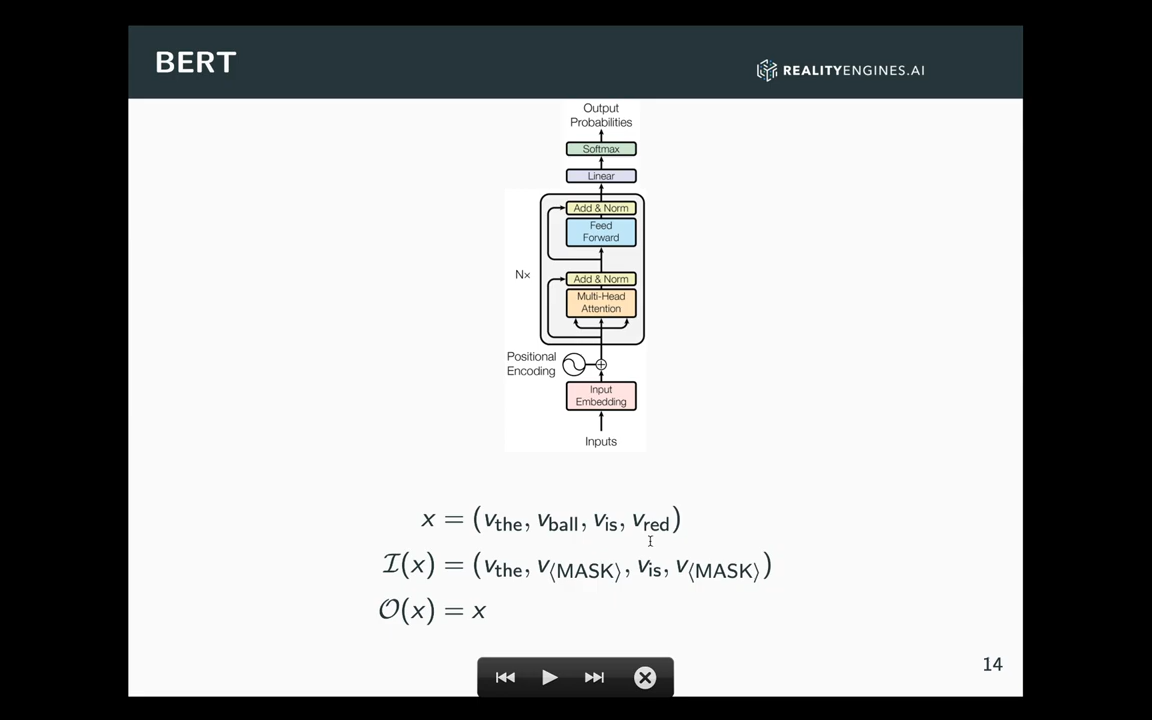 BERT
REALITYENGINES.AI
Output
Probabilities
Softmax
Linear
Add & Norm
Feed
Forward
N×
Add & Norm
Multi-Head
Attention
Positional
Encoding
Input
Embedding
Inputs
x = (v_the, v_ball, v_is, v_red)
I(x) = (v_the, v_⟨MASK⟩, v_is, v_⟨MASK⟩)
O(x) = x
14